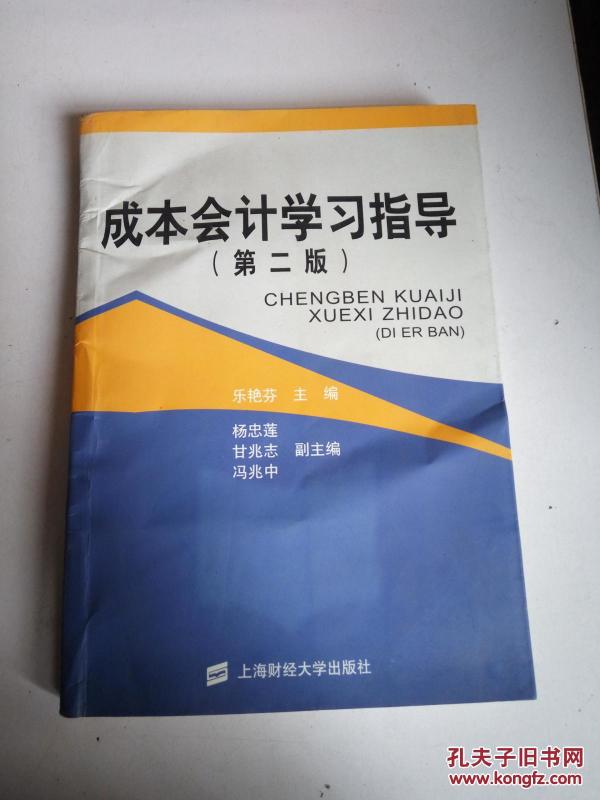 成本会计学习指导
(第二版)
CHENGBEN KUAIJI
XUEXI ZHIDAO
(DI ER BAN)
乐艳芬 主 编
杨忠莲
甘兆志 副主编
冯兆中
上海财经大学出版社
孔夫子旧书网
www.kongfz.com